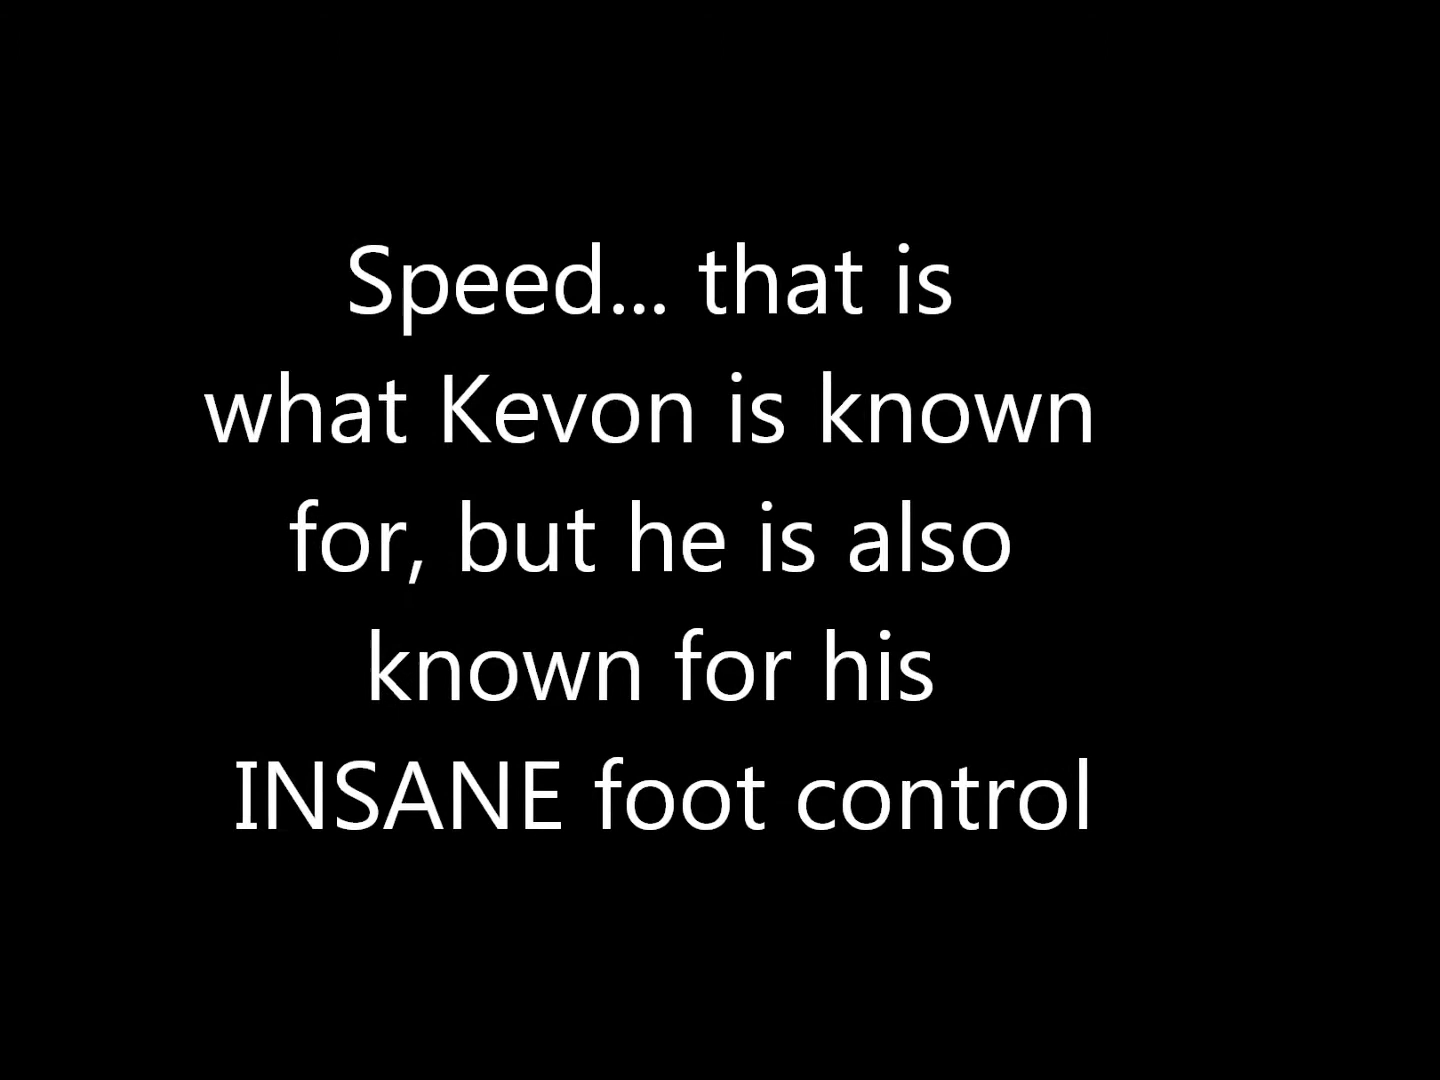 Speed... that is
what Kevon is known
for, but he is also
known for his
INSANE foot control